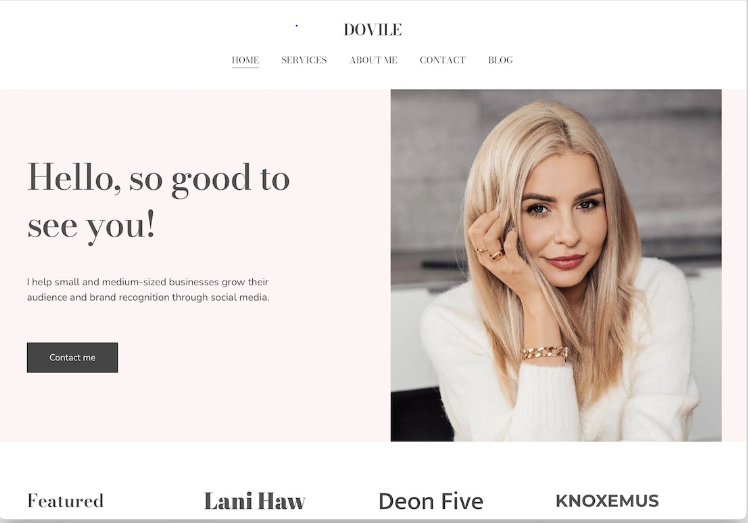 DOVILE
HOME SERVICES ABOUT ME CONTACT BLOG
Hello, so good to
see you!
I help small and medium-sized businesses grow their
audience and brand recognition through social media.
Contact me
Featured Lani Haw Deon Five KNOXEMUS